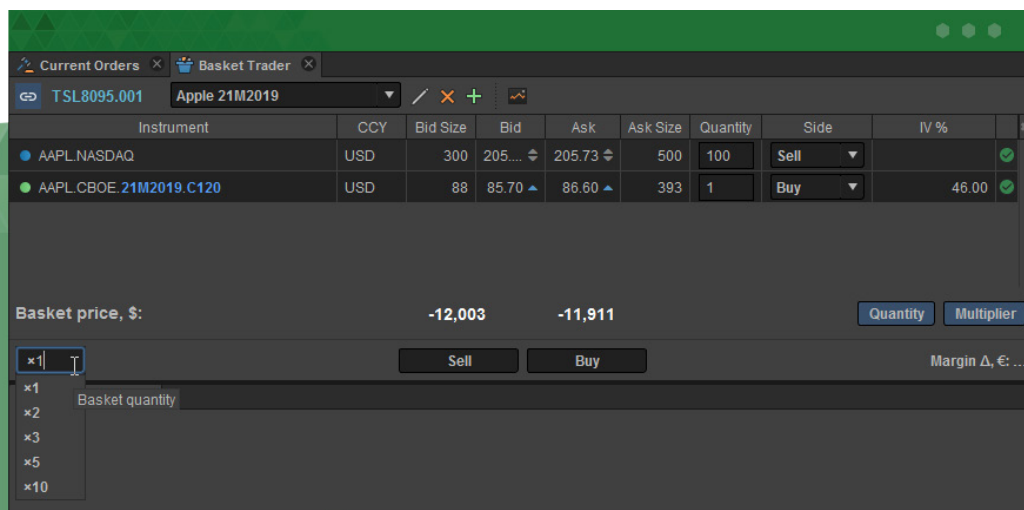 Current Orders Basket Trader
TSL8095.001 Apple 21M2019
Instrument CCY Bid Size Bid Ask Ask Size Quantity Side IV %
AAPL.NASDAQ USD 300 205.... 205.73 500 100 Sell
AAPL.CBOE.21M2019.C120 USD 88 85.70 86.60 393 1 Buy 46.00
Basket price, $: -12,003 -11,911 Quantity Multiplier
×1 Sell Buy Margin Δ, €: ...
×1
Basket quantity
×2
×3
×5
×10